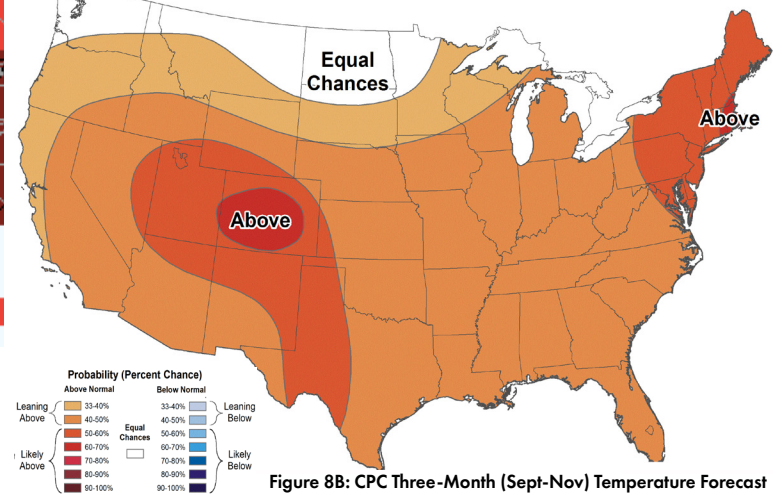 Equal
Chances
Above
Above
Probability (Percent Chance)
Above Normal Below Normal
Leaning
Above
33-40%
40-50%
Likely
Above
50-60%
60-70%
70-80%
80-90%
90-100%
Equal
Chances
33-40%
40-50%
Leaning
Below
50-60%
60-70%
70-80%
80-90%
90-100%
Likely
Below
Figure 8B: CPC Three-Month (Sept-Nov) Temperature Forecast